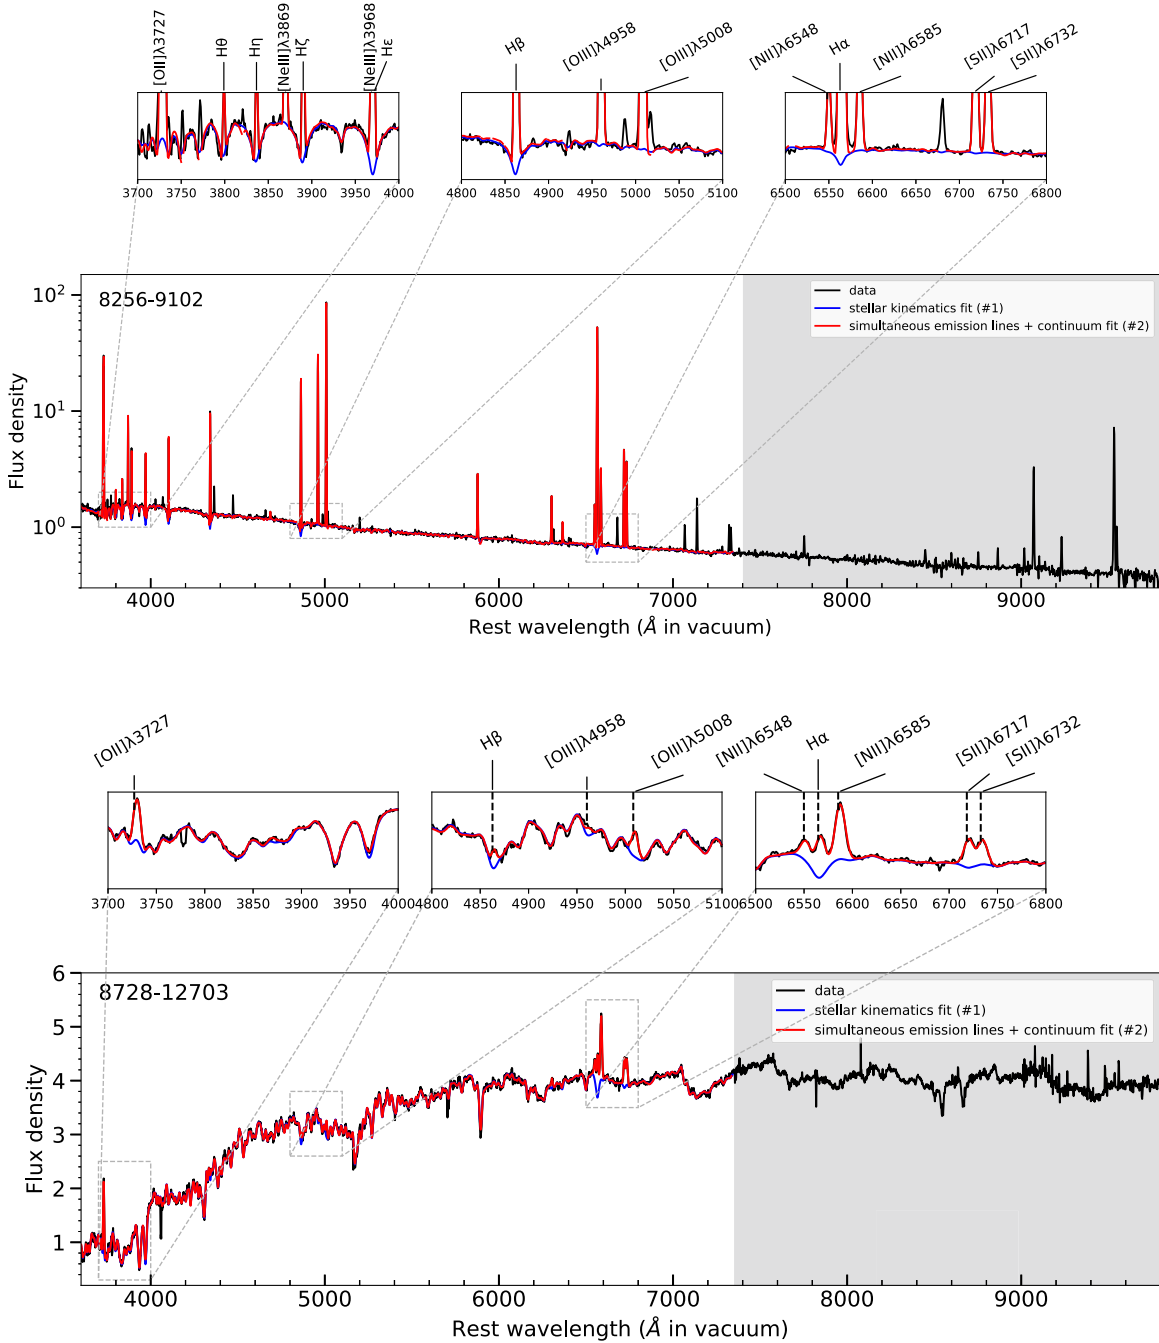 [OII]λ3727
Hθ
Hη
[NeIII]λ3869
Hζ
[NeIII]λ3968
Hε
Hβ
[OIII]λ4958
[OIII]λ5008
[NII]λ6548
Hα
[NII]λ6585
[SII]λ6717
[SII]λ6732
3700 3750 3800 3850 3900 3950 4000
4800 4850 4900 4950 5000 5050 5100
6500 6550 6600 6650 6700 6750 6800
8256-9102
data
stellar kinematics fit (#1)
simultaneous emission lines + continuum fit (#2)
10²
10¹
10⁰
Flux density
4000 5000 6000 7000 8000 9000
Rest wavelength (Å in vacuum)
[OII]λ3727
Hβ
[OIII]λ4958
[OIII]λ5008
[NII]λ6548
Hα
[NII]λ6585
[SII]λ6717
[SII]λ6732
3700 3750 3800 3850 3900 3950 4000
4800 4850 4900 4950 5000 5050 5100
6500 6550 6600 6650 6700 6750 6800
8728-12703
data
stellar kinematics fit (#1)
simultaneous emission lines + continuum fit (#2)
6
5
4
3
2
1
Flux density
4000 5000 6000 7000 8000 9000
Rest wavelength (Å in vacuum)